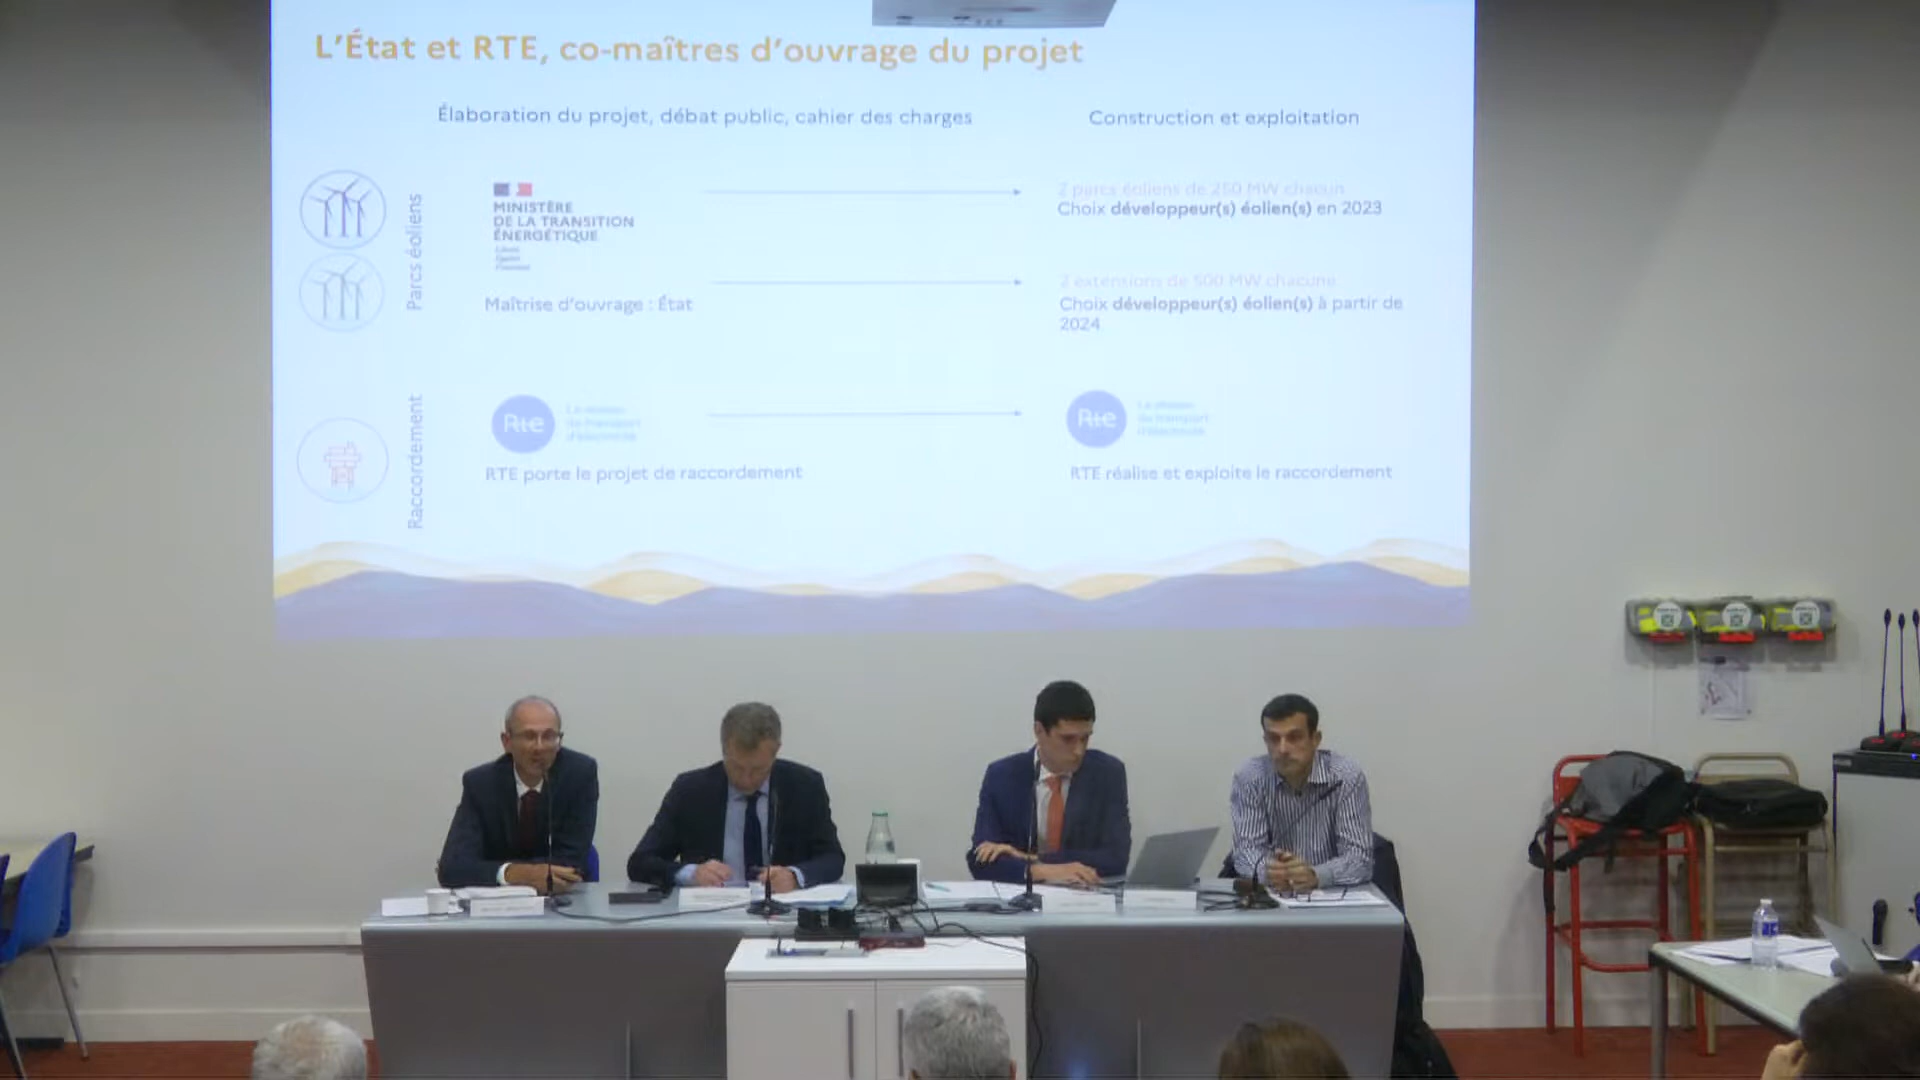 L'État et RTE, co-maîtres d'ouvrage du projet
Élaboration du projet, débat public, cahier des charges
Construction et exploitation
Parcs éoliens
MINISTÈRE
DE LA TRANSITION
ÉNERGÉTIQUE
Maîtrise d'ouvrage : État
2 parcs éoliens de 250 MW chacun
Choix développeur(s) éolien(s) en 2023
2 extensions de 500 MW chacune
Choix développeur(s) éolien(s) à partir de
2024
Raccordement
Rte
RTE porte le projet de raccordement
Rte
RTE réalise et exploite le raccordement